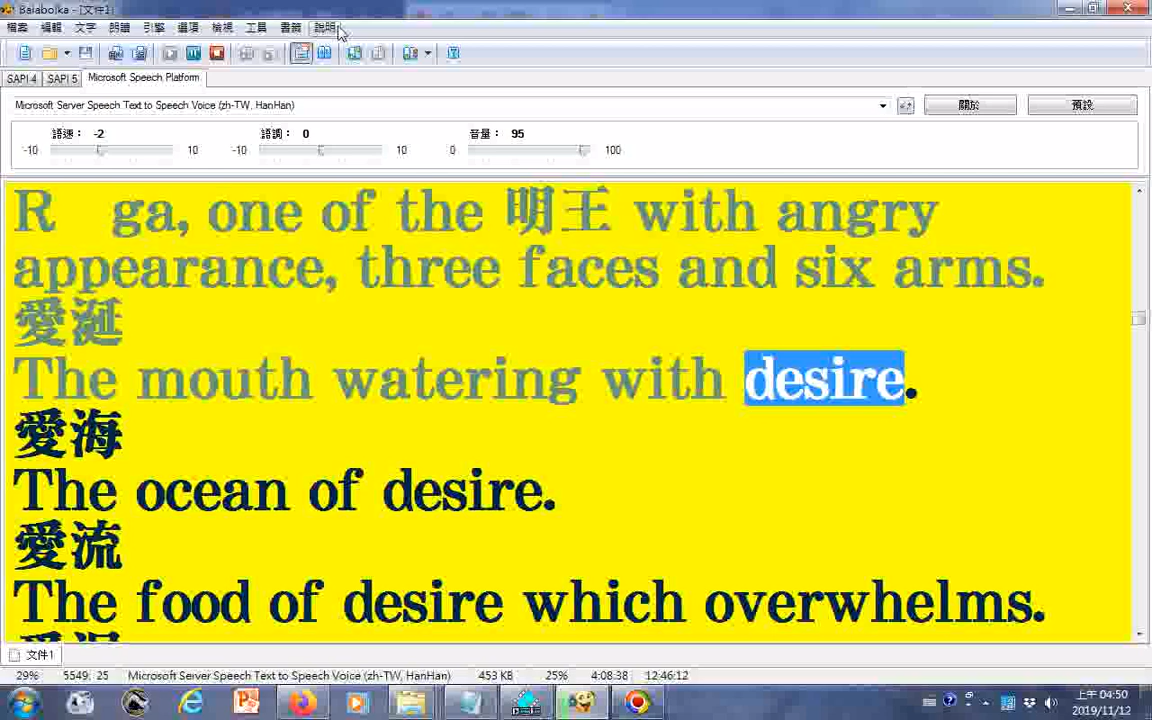 Balabolka - [文件1]
檔案 編輯 文字 朗讀 引擎 選項 檢視 工具 書籤 說明
SAPI 4 SAPI 5 Microsoft Speech Platform
Microsoft Server Speech Text to Speech Voice (zh-TW, HanHan) 關於 預設
語速： -2 語調： 0 音量： 95
-10 10 -10 10 0 100
R ga, one of the 明王 with angry
appearance, three faces and six arms.
愛涎
The mouth watering with desire.
愛海
The ocean of desire.
愛流
The food of desire which overwhelms.
文件1
29% 5549, 25 Microsoft Server Speech Text to Speech Voice (zh-TW, HanHan) 453 KB 25% 4:08:38 12:46:12
上午 04:50
2019/11/12